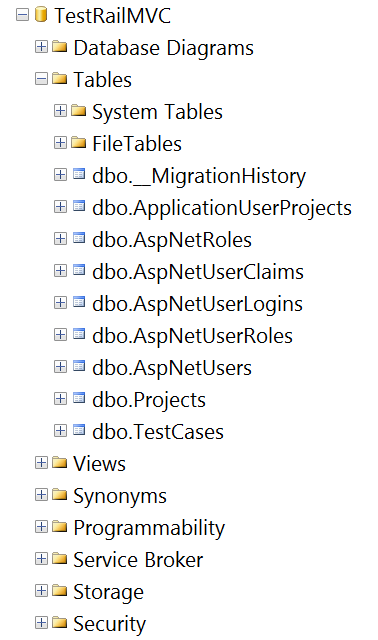 TestRailMVC
Database Diagrams
Tables
System Tables
FileTables
dbo.__MigrationHistory
dbo.ApplicationUserProjects
dbo.AspNetRoles
dbo.AspNetUserClaims
dbo.AspNetUserLogins
dbo.AspNetUserRoles
dbo.AspNetUsers
dbo.Projects
dbo.TestCases
Views
Synonyms
Programmability
Service Broker
Storage
Security